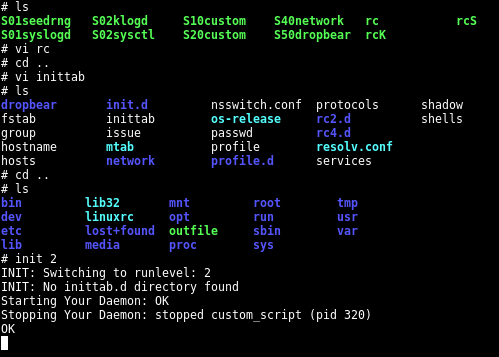 # ls
S01seedrng   S02klogd     S10custom    S40network   rc           rcS
S01syslogd   S02sysctl    S20custom    S50dropbear  rcK
# vi rc
# cd ..
# vi inittab
# ls
dropbear       init.d         nsswitch.conf  protocols      shadow
fstab          inittab        os-release     rc2.d          shells
group          issue          passwd         rc4.d
hostname       mtab           profile        resolv.conf
hosts          network        profile.d      services
# cd ..
# ls
bin         lib32       mnt         root        tmp
dev         linuxrc     opt         run         usr
etc         lost+found  outfile     sbin        var
lib         media       proc        sys
# init 2
INIT: Switching to runlevel: 2
INIT: No inittab.d directory found
Starting Your Daemon: OK
Stopping Your Daemon: stopped custom_script (pid 320)
OK